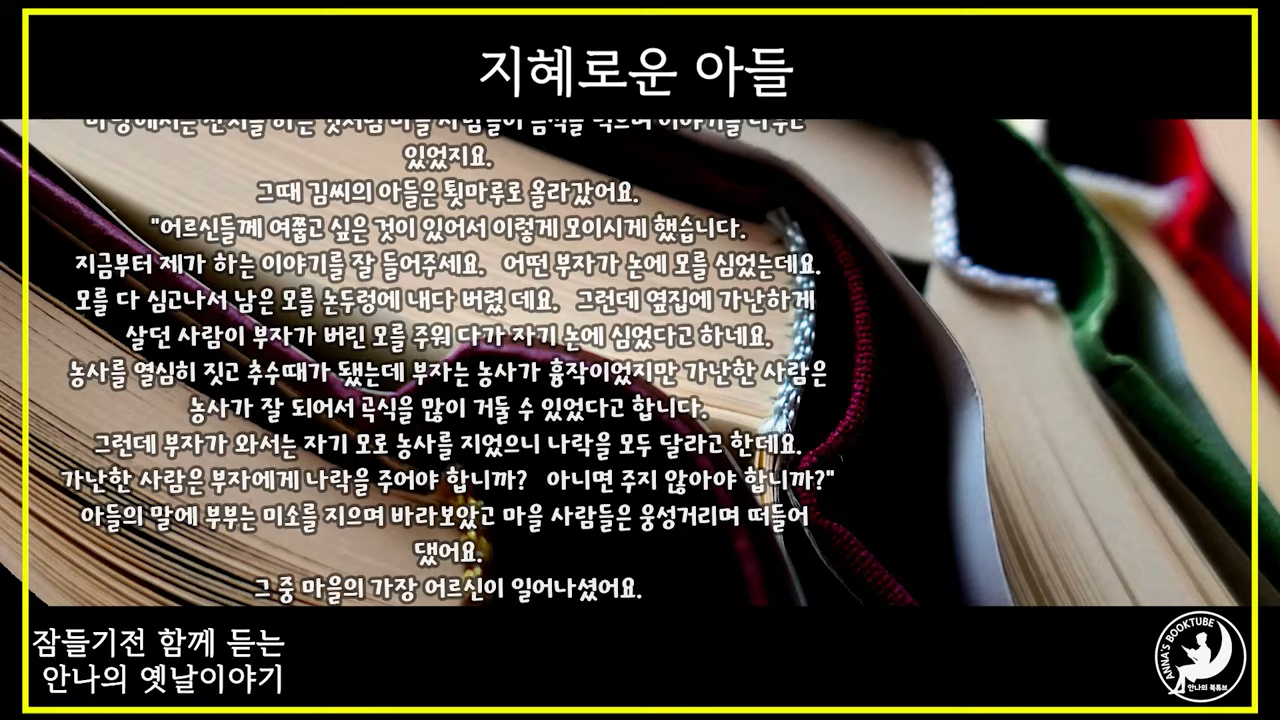 지혜로운 아들
있었지요.
그때 김씨의 아들은 툇마루로 올라갔어요.
"어르신들께 여쭙고 싶은 것이 있어서 이렇게 모이시게 했습니다.
지금부터 제가 하는 이야기를 잘 들어주세요. 어떤 부자가 논에 모를 심었는데요.
모를 다 심고나서 남은 모를 논두렁에 내다 버렸 데요. 그런데 옆집에 가난하게
살던 사람이 부자가 버린 모를 주워 다가 자기 논에 심었다고 하네요.
농사를 열심히 짓고 추수때가 됐는데 부자는 농사가 흉작이었지만 가난한 사람은
농사가 잘 되어서 곡식을 많이 거둘 수 있었다고 합니다.
그런데 부자가 와서는 자기 모로 농사를 지었으니 나락을 모두 달라고 한데요.
가난한 사람은 부자에게 나락을 주어야 합니까? 아니면 주지 않아야 합니까?"
아들의 말에 부부는 미소를 지으며 바라보았고 마을 사람들은 웅성거리며 떠들어
댔어요.
그 중 마을의 가장 어르신이 일어나셨어요.
잠들기전 함께 듣는
안나의 옛날이야기
ANNA'S BOOKTUBE
안나의 북튜브